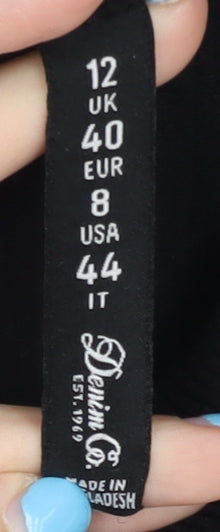 12
UK
40
EUR
8
USA
44
IT
Denim Co.
EST. 1969
MADE IN